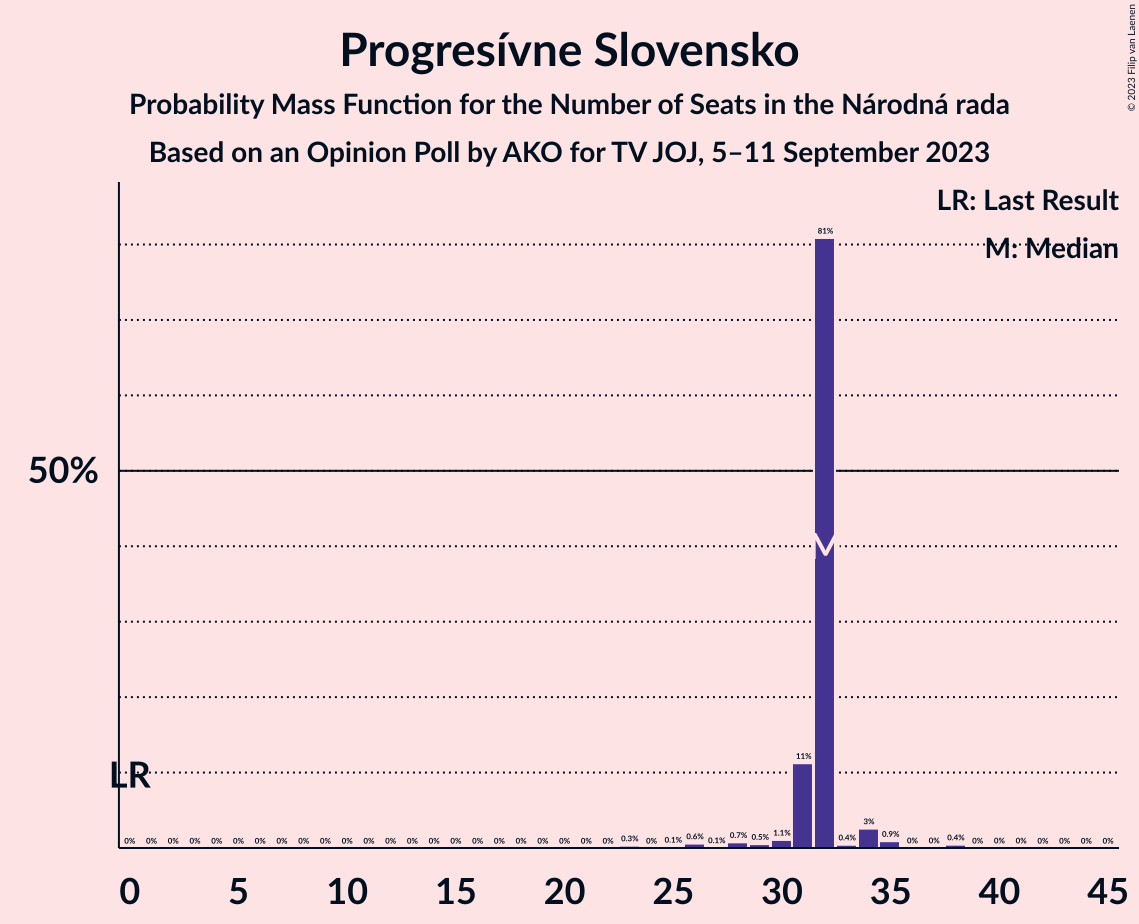 Progresívne Slovensko
Probability Mass Function for the Number of Seats in the Národná rada
Based on an Opinion Poll by AKO for TV JOJ, 5–11 September 2023
© 2023 Filip van Laenen
LR: Last Result
M: Median
81%
50%
LR
0% 0% 0% 0% 0% 0% 0% 0% 0% 0% 0% 0% 0% 0% 0% 0% 0% 0% 0% 0% 0% 0% 0% 0.3% 0% 0.1% 0.6% 0.1% 0.7% 0.5% 1.1% 11% 0.4% 3% 0.9% 0% 0% 0.4% 0% 0% 0% 0% 0% 0% 0%
0 5 10 15 20 25 30 35 40 45